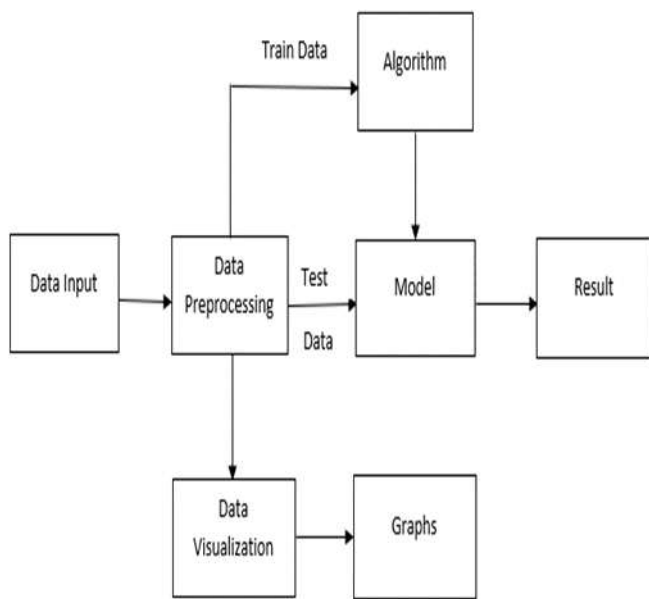 Train Data
Algorithm
Data Input
Data
Preprocessing
Test
Data
Model
Result
Data
Visualization
Graphs